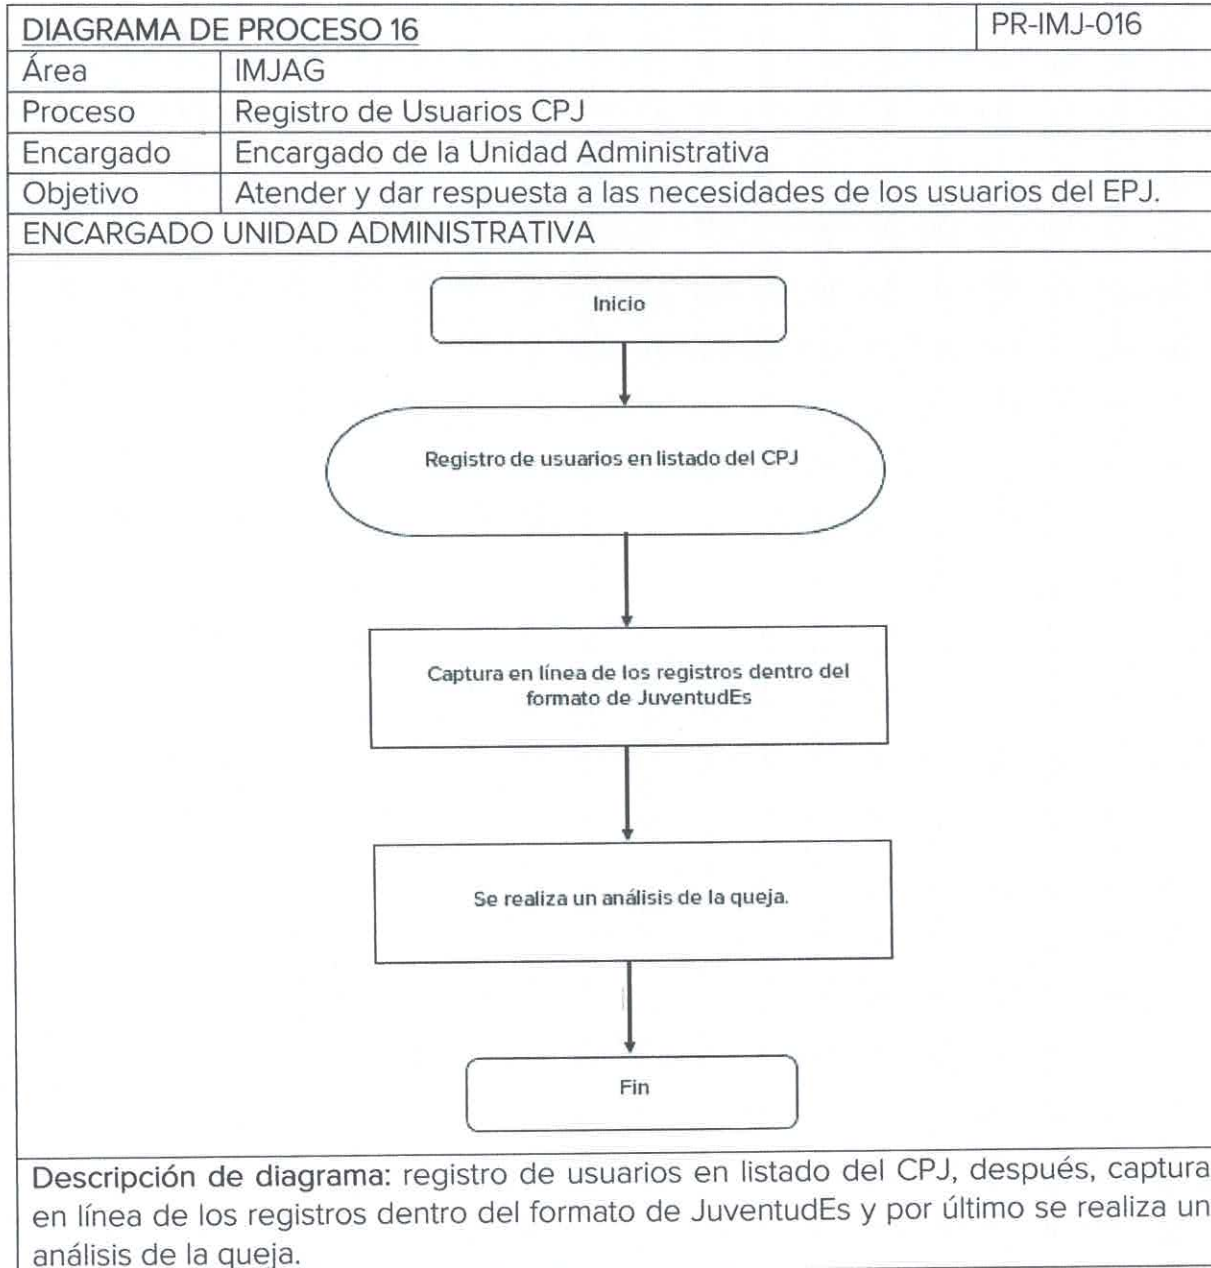 DIAGRAMA DE PROCESO 16 PR-IMJ-016
Área IMJAG
Proceso Registro de Usuarios CPJ
Encargado Encargado de la Unidad Administrativa
Objetivo Atender y dar respuesta a las necesidades de los usuarios del EPJ.
ENCARGADO UNIDAD ADMINISTRATIVA
Inicio
Registro de usuarios en listado del CPJ
Captura en línea de los registros dentro del
formato de JuventudEs
Se realiza un análisis de la queja.
Fin
Descripción de diagrama: registro de usuarios en listado del CPJ, después, captura
en línea de los registros dentro del formato de JuventudEs y por último se realiza un
análisis de la queja.